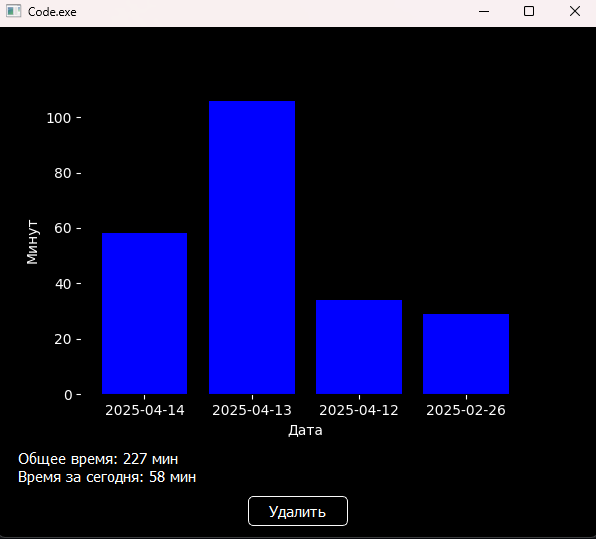 Code.exe
100
80
60
40
20
0
Минут
2025-04-14 2025-04-13 2025-04-12 2025-02-26
Дата
Общее время: 227 мин
Время за сегодня: 58 мин
Удалить